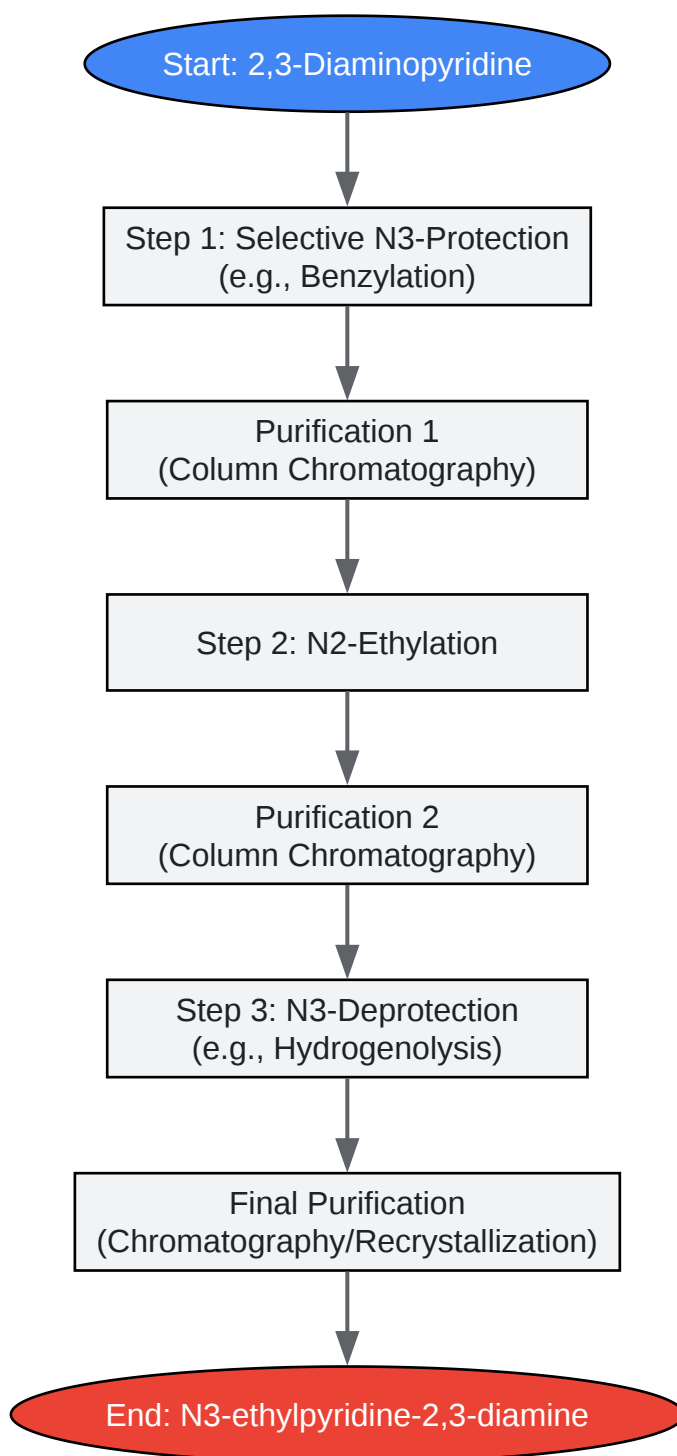 Start: 2,3-Diaminopyridine
Step 1: Selective N3-Protection
(e.g., Benzylation)
Purification 1
(Column Chromatography)
Step 2: N2-Ethylation
Purification 2
(Column Chromatography)
Step 3: N3-Deprotection
(e.g., Hydrogenolysis)
Final Purification
(Chromatography/Recrystallization)
End: N3-ethylpyridine-2,3-diamine